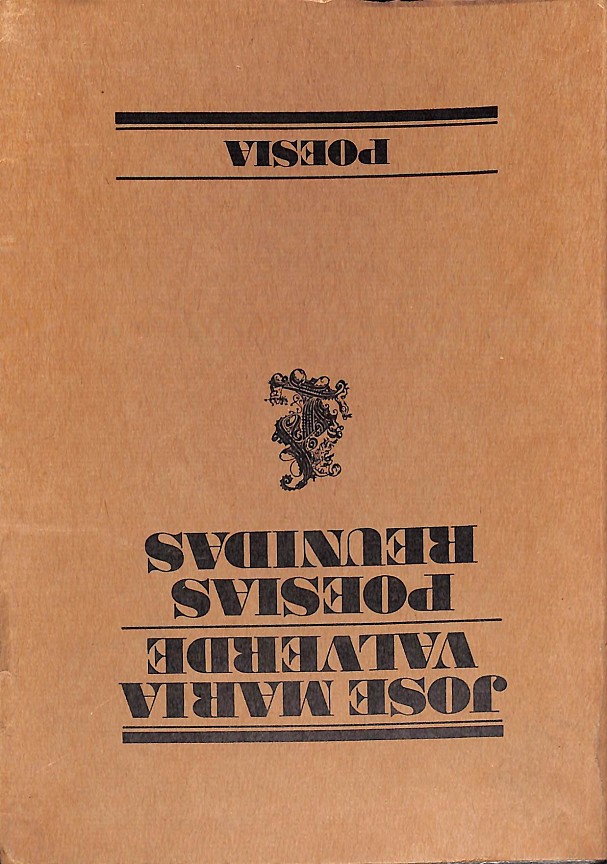 JOSE MARIA
VALVERDE
POESIAS
REUNIDAS
POESIA